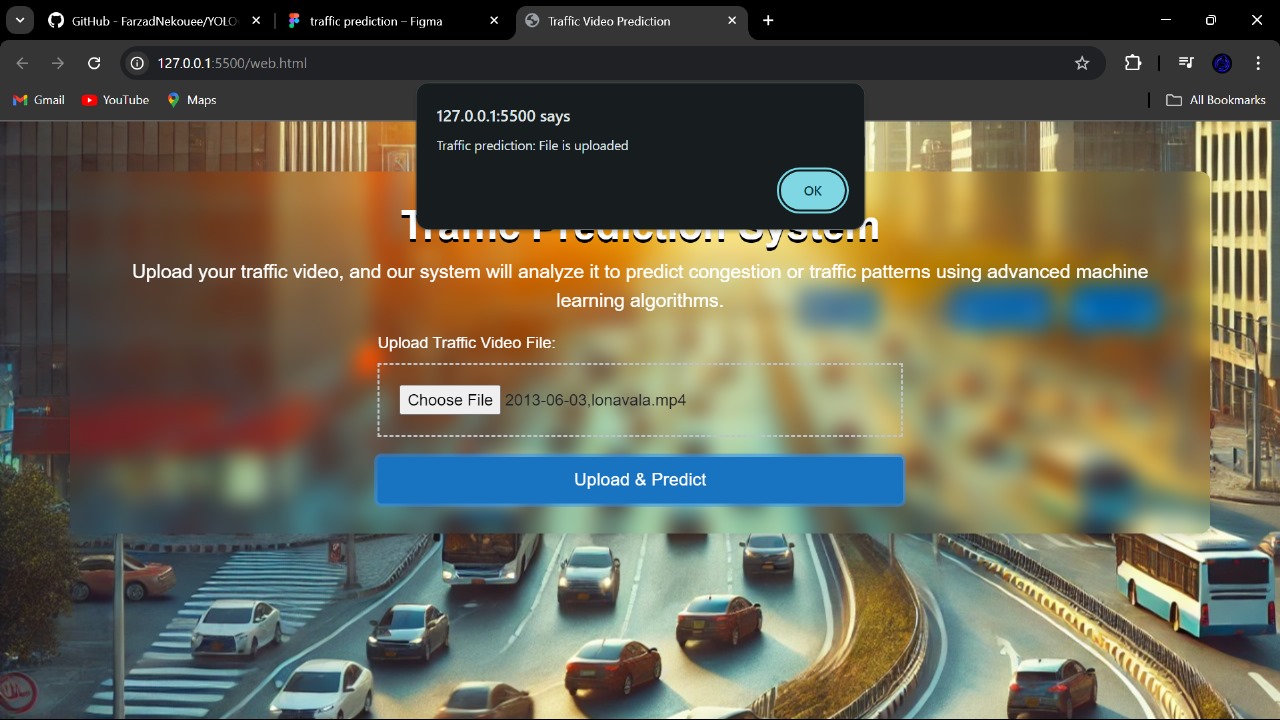 GitHub - FarzadNekouee/YOLO
traffic prediction – Figma
Traffic Video Prediction
127.0.0.1:5500/web.html
Gmail
YouTube
Maps
All Bookmarks
127.0.0.1:5500 says
Traffic prediction: File is uploaded
OK
Traffic Prediction System
Upload your traffic video, and our system will analyze it to predict congestion or traffic patterns using advanced machine
learning algorithms.
Upload Traffic Video File:
Choose File 2013-06-03,lonavala.mp4
Upload & Predict